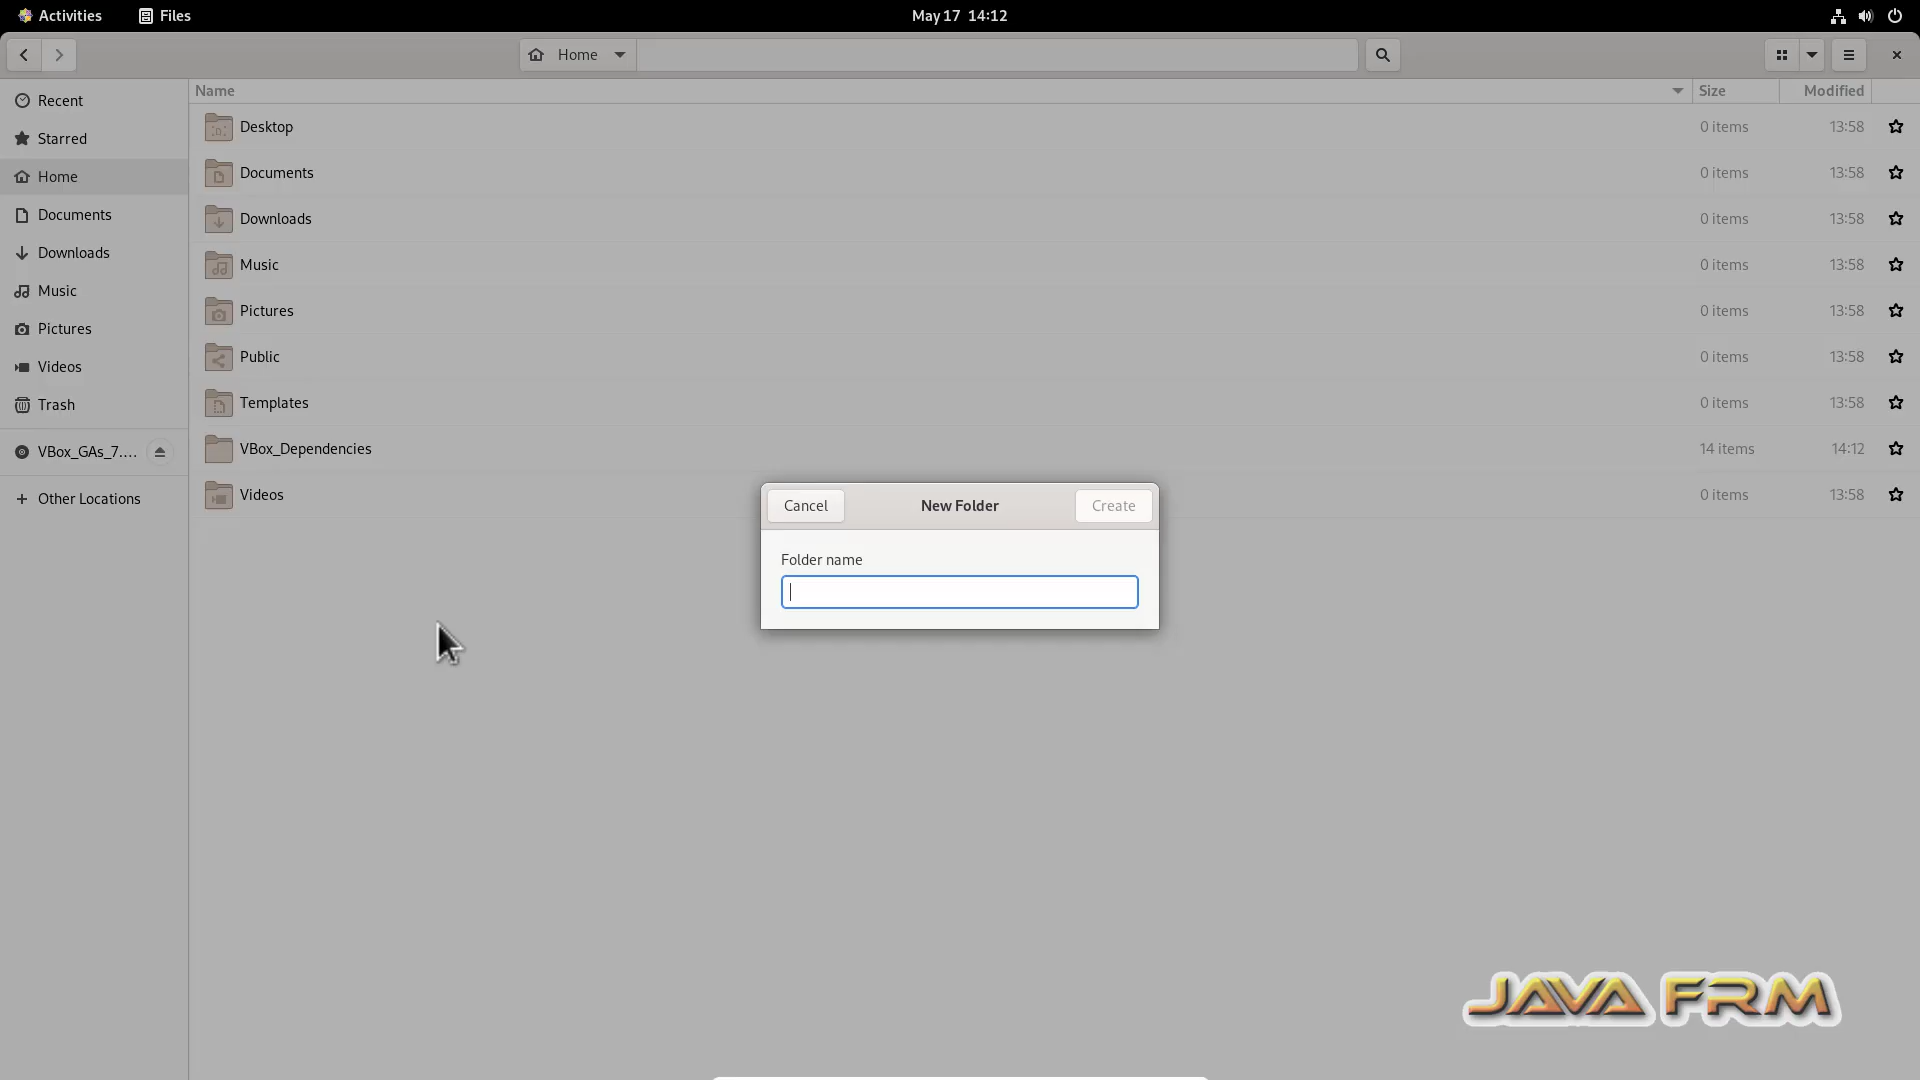 Activities Files May 17 14:12
Home
Name Size Modified
Recent
Starred
Home
Documents
Downloads
Music
Pictures
Videos
Trash
VBox_GAs_7....
Other Locations
Desktop 0 items 13:58
Documents 0 items 13:58
Downloads 0 items 13:58
Music 0 items 13:58
Pictures 0 items 13:58
Public 0 items 13:58
Templates 0 items 13:58
VBox_Dependencies 14 items 14:12
Videos 0 items 13:58
Cancel New Folder Create
Folder name
JAVA FRM